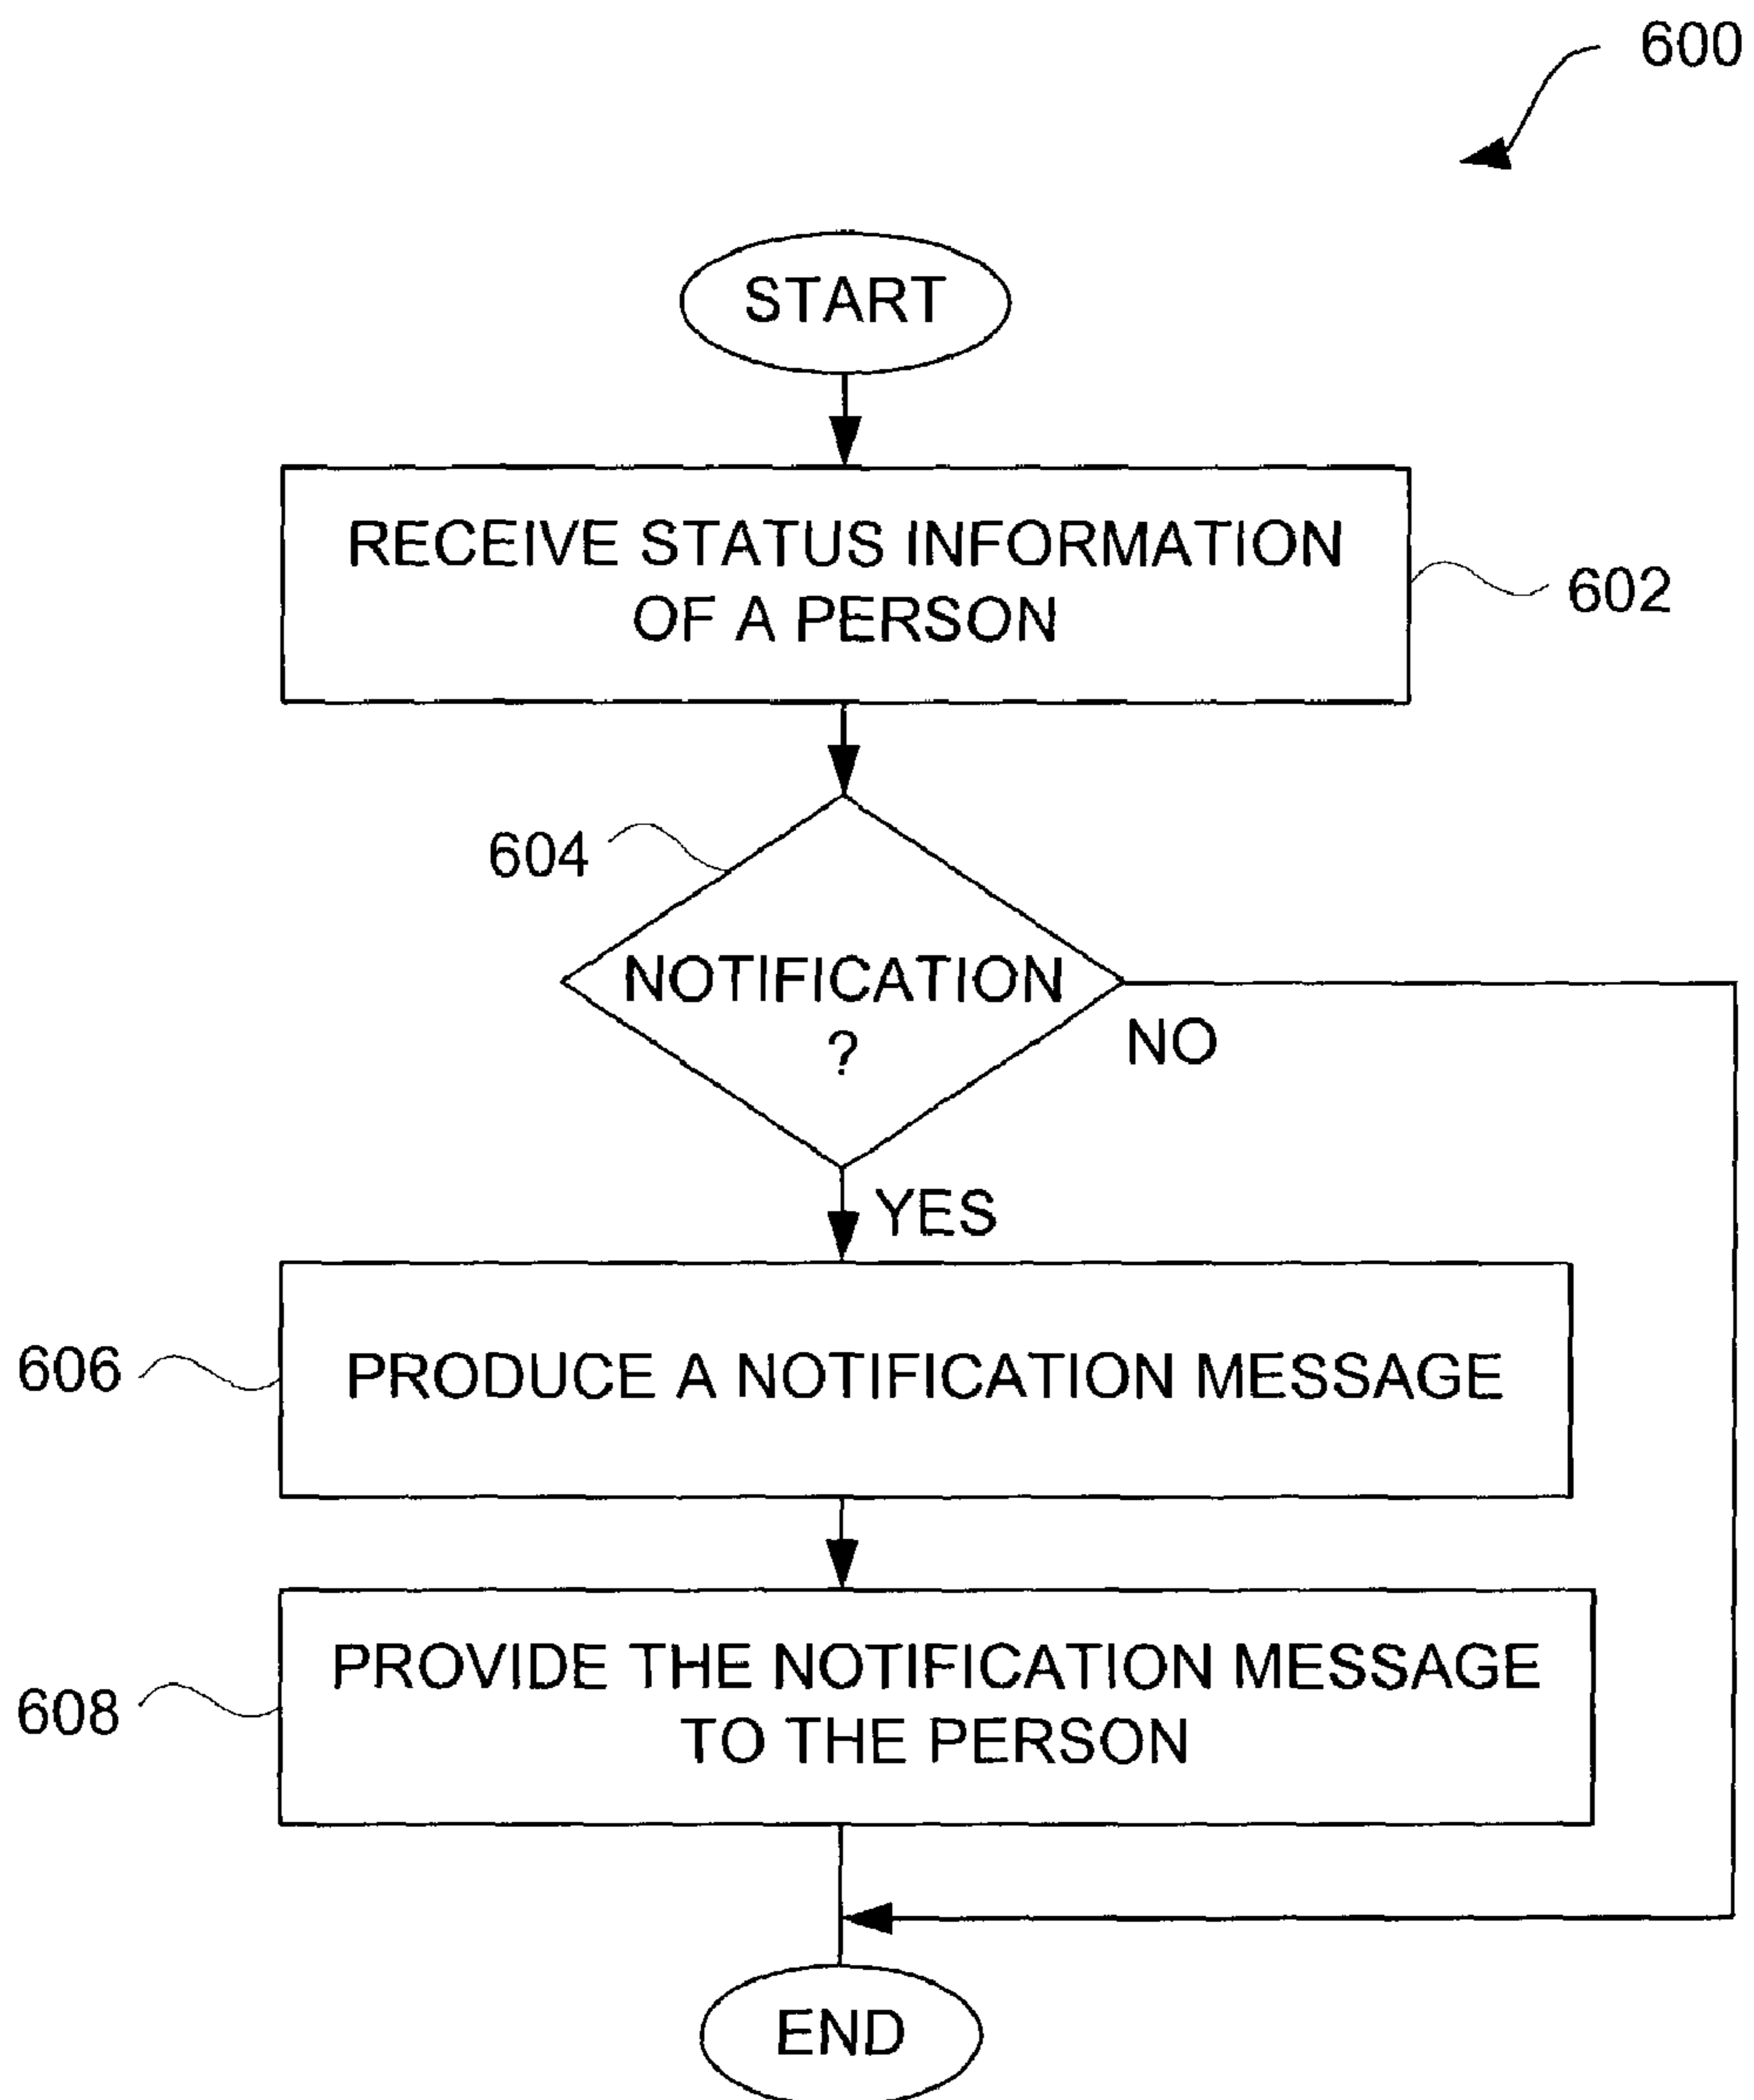 600
START
RECEIVE STATUS INFORMATION
OF A PERSON
602
604
NOTIFICATION
?
NO
YES
606
PRODUCE A NOTIFICATION MESSAGE
608
PROVIDE THE NOTIFICATION MESSAGE
TO THE PERSON
END